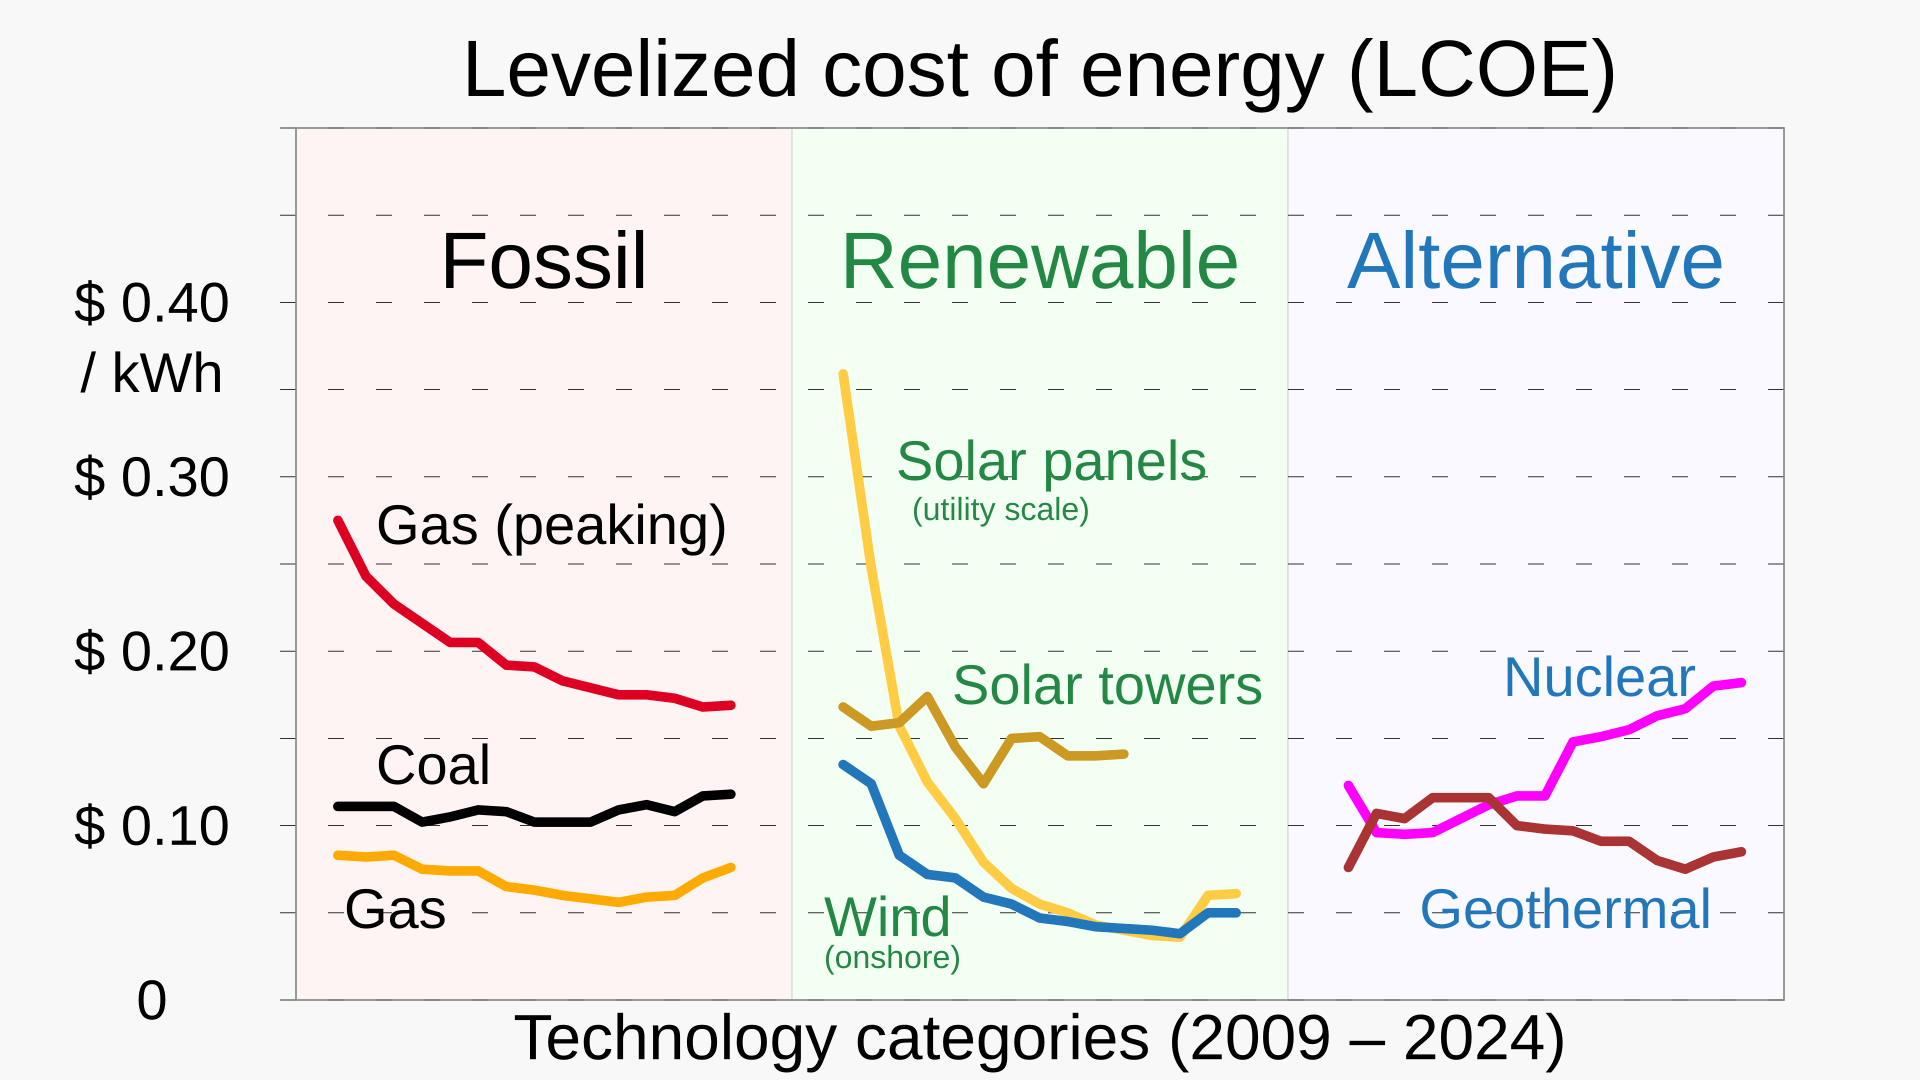 Levelized cost of energy (LCOE)
Fossil
Renewable
Alternative
$ 0.40
/ kWh
$ 0.30
$ 0.20
$ 0.10
0
Gas (peaking)
Coal
Gas
Solar panels
(utility scale)
Solar towers
Wind
(onshore)
Nuclear
Geothermal
Technology categories (2009 – 2024)